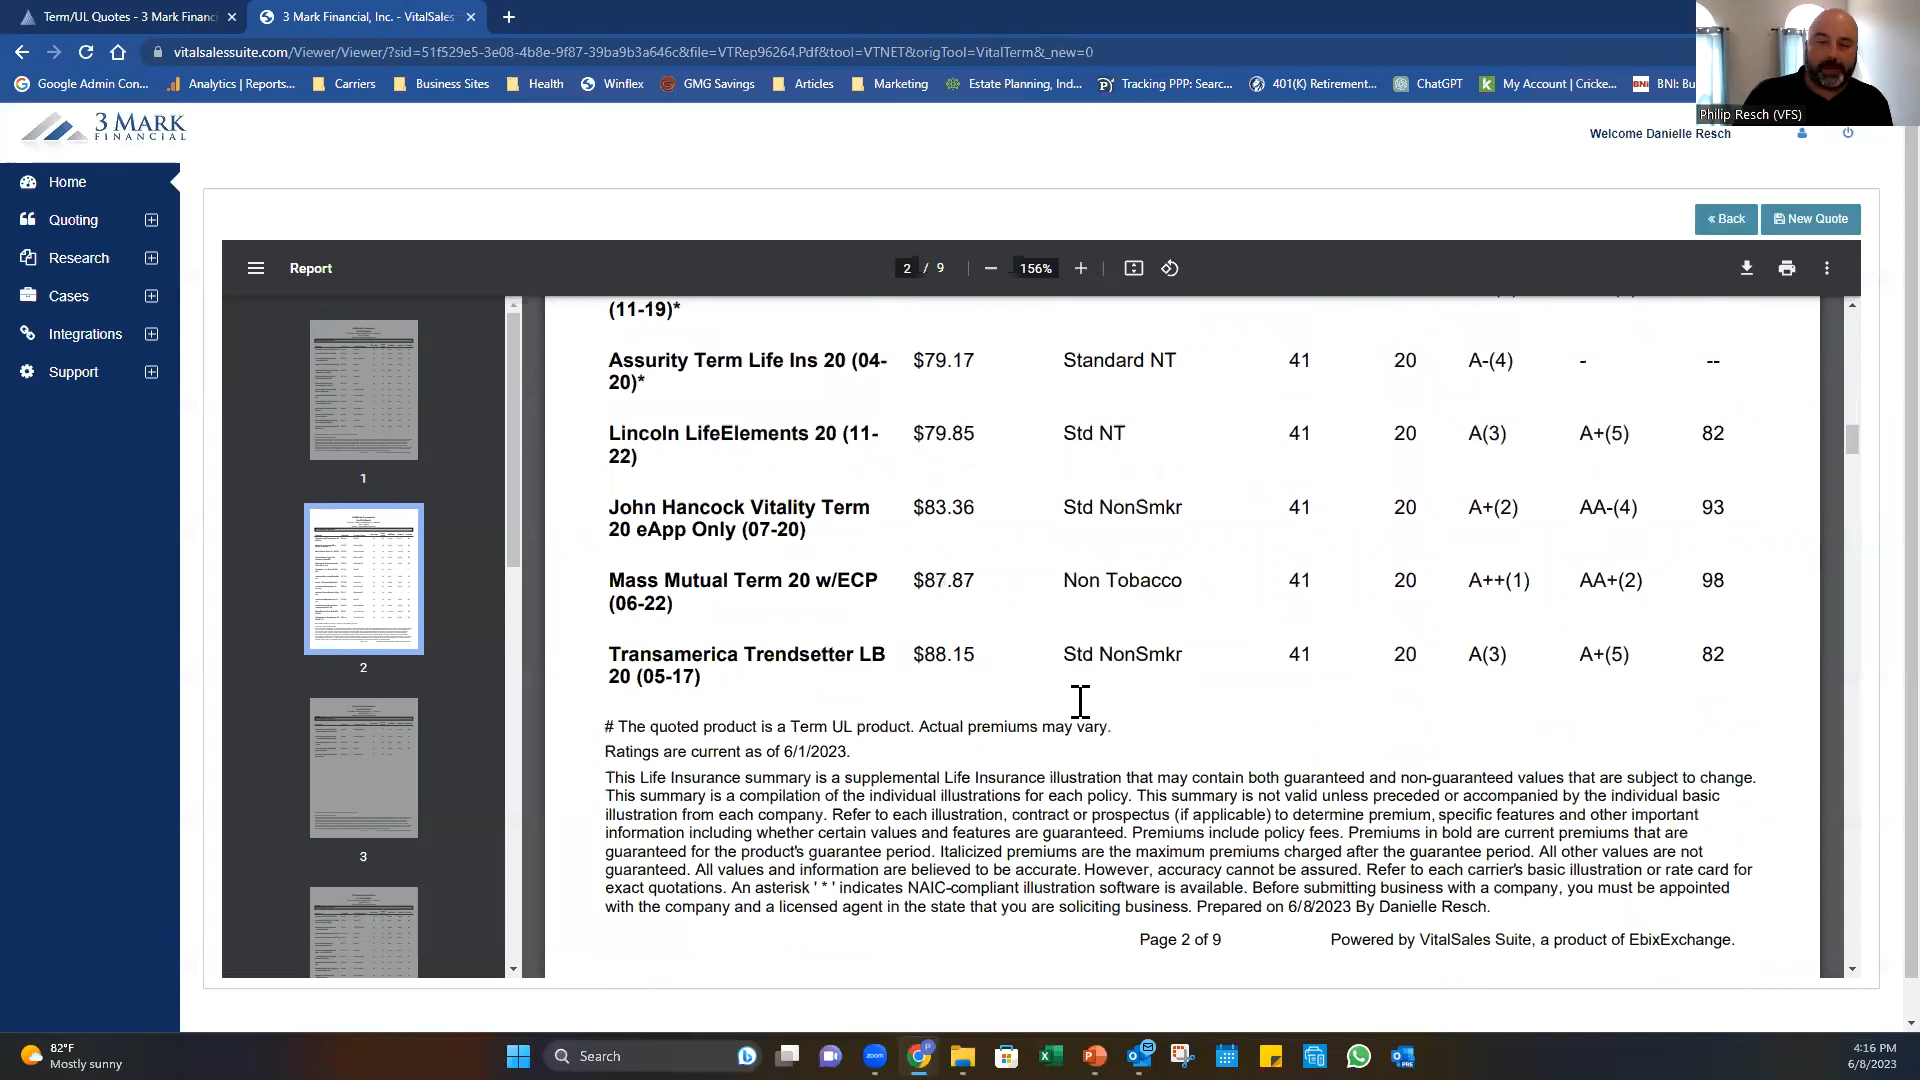 Term/UL Quotes - 3 Mark Financi
3 Mark Financial, Inc. - VitalSales
vitalsalessuite.com/Viewer/Viewer/?sid=51f529e5-3e08-4b8e-9f87-39ba9b3a646c&file=VTRep96264.Pdf&tool=VTNET&origTool=VitalTerm&_new=0
Google Admin Con... Analytics | Reports... Carriers Business Sites Health Winflex GMG Savings Articles Marketing Estate Planning, Ind... Tracking PPP: Searc... 401(K) Retirement... ChatGPT My Account | Cricke... BNI BNI: Bu
Philip Resch (VFS)
3 MARK
FINANCIAL
Welcome Danielle Resch
Home
Quoting
Research
Cases
Integrations
Support
« Back New Quote
Report 2 / 9 156%
1
2
3
(11-19)*
Assurity Term Life Ins 20 (04- $79.17 Standard NT 41 20 A-(4) - --
20)*
Lincoln LifeElements 20 (11- $79.85 Std NT 41 20 A(3) A+(5) 82
22)
John Hancock Vitality Term $83.36 Std NonSmkr 41 20 A+(2) AA-(4) 93
20 eApp Only (07-20)
Mass Mutual Term 20 w/ECP $87.87 Non Tobacco 41 20 A++(1) AA+(2) 98
(06-22)
Transamerica Trendsetter LB $88.15 Std NonSmkr 41 20 A(3) A+(5) 82
20 (05-17)
# The quoted product is a Term UL product. Actual premiums may vary.
Ratings are current as of 6/1/2023.
This Life Insurance summary is a supplemental Life Insurance illustration that may contain both guaranteed and non-guaranteed values that are subject to change.
This summary is a compilation of the individual illustrations for each policy. This summary is not valid unless preceded or accompanied by the individual basic
illustration from each company. Refer to each illustration, contract or prospectus (if applicable) to determine premium, specific features and other important
information including whether certain values and features are guaranteed. Premiums include policy fees. Premiums in bold are current premiums that are
guaranteed for the product's guarantee period. Italicized premiums are the maximum premiums charged after the guarantee period. All other values are not
guaranteed. All values and information are believed to be accurate. However, accuracy cannot be assured. Refer to each carrier's basic illustration or rate card for
exact quotations. An asterisk ' * ' indicates NAIC-compliant illustration software is available. Before submitting business with a company, you must be appointed
with the company and a licensed agent in the state that you are soliciting business. Prepared on 6/8/2023 By Danielle Resch.
Page 2 of 9 Powered by VitalSales Suite, a product of EbixExchange.
82°F
Mostly sunny
Search
zoom
4:16 PM
6/8/2023